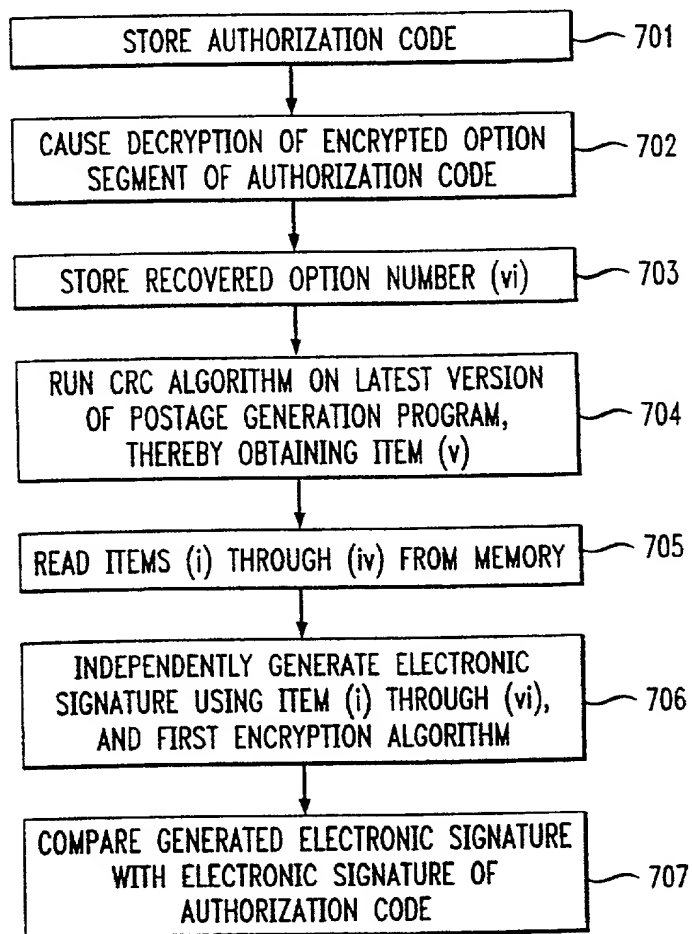 STORE AUTHORIZATION CODE
701
CAUSE DECRYPTION OF ENCRYPTED OPTION
SEGMENT OF AUTHORIZATION CODE
702
STORE RECOVERED OPTION NUMBER (vi)
703
RUN CRC ALGORITHM ON LATEST VERSION
OF POSTAGE GENERATION PROGRAM,
THEREBY OBTAINING ITEM (v)
704
READ ITEMS (i) THROUGH (iv) FROM MEMORY
705
INDEPENDENTLY GENERATE ELECTRONIC
SIGNATURE USING ITEM (i) THROUGH (vi),
AND FIRST ENCRYPTION ALGORITHM
706
COMPARE GENERATED ELECTRONIC SIGNATURE
WITH ELECTRONIC SIGNATURE OF
AUTHORIZATION CODE
707